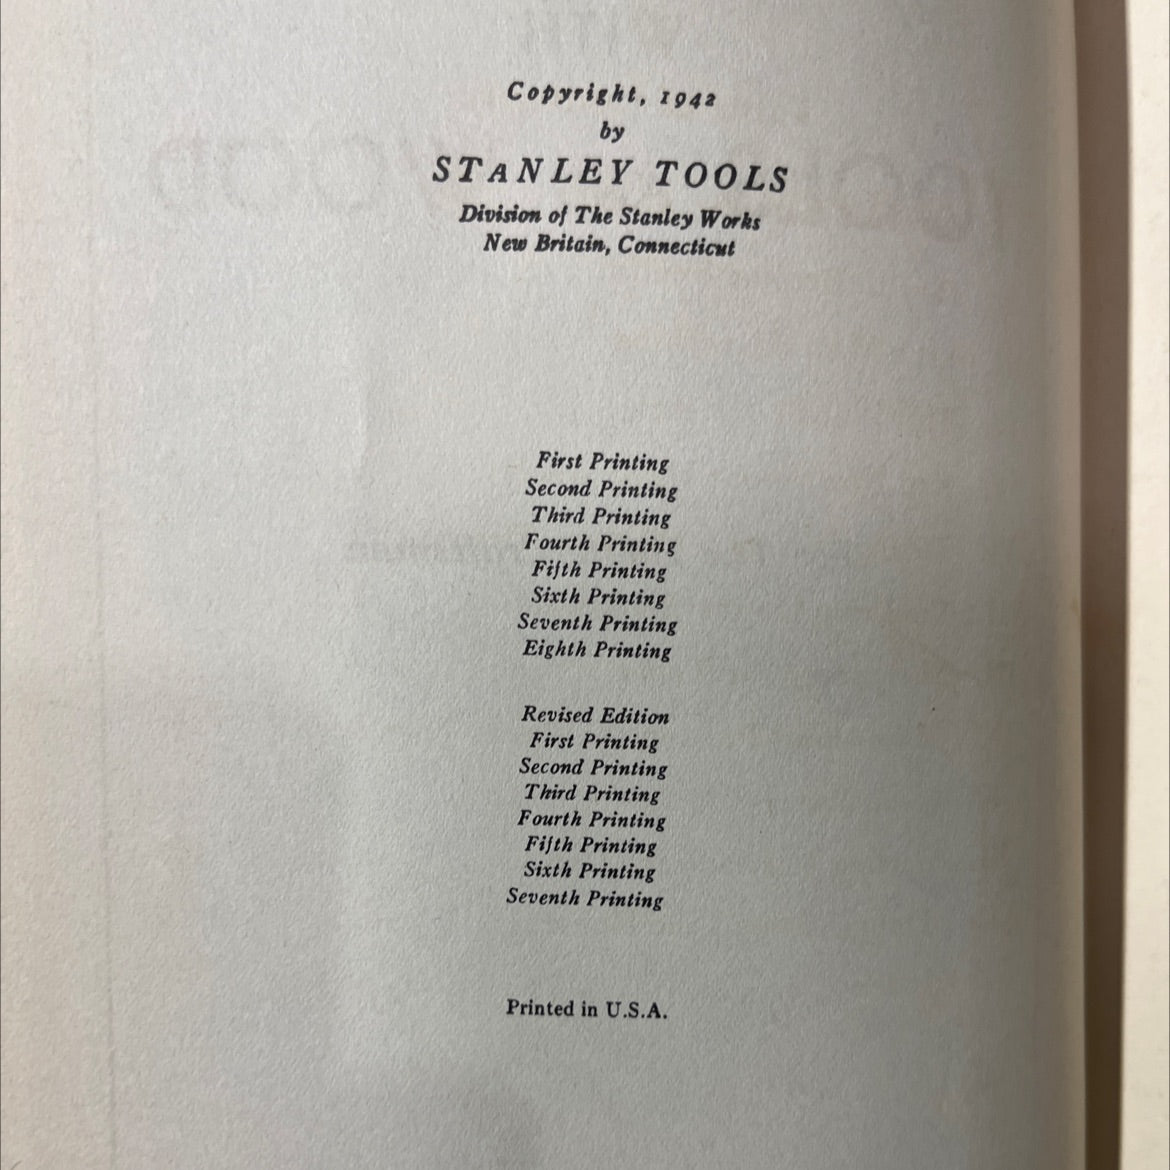 Copyright, 1942
by
STANLEY TOOLS
Division of The Stanley Works
New Britain, Connecticut
First Printing
Second Printing
Third Printing
Fourth Printing
Fifth Printing
Sixth Printing
Seventh Printing
Eighth Printing
Revised Edition
First Printing
Second Printing
Third Printing
Fourth Printing
Fifth Printing
Sixth Printing
Seventh Printing
Printed in U.S.A.